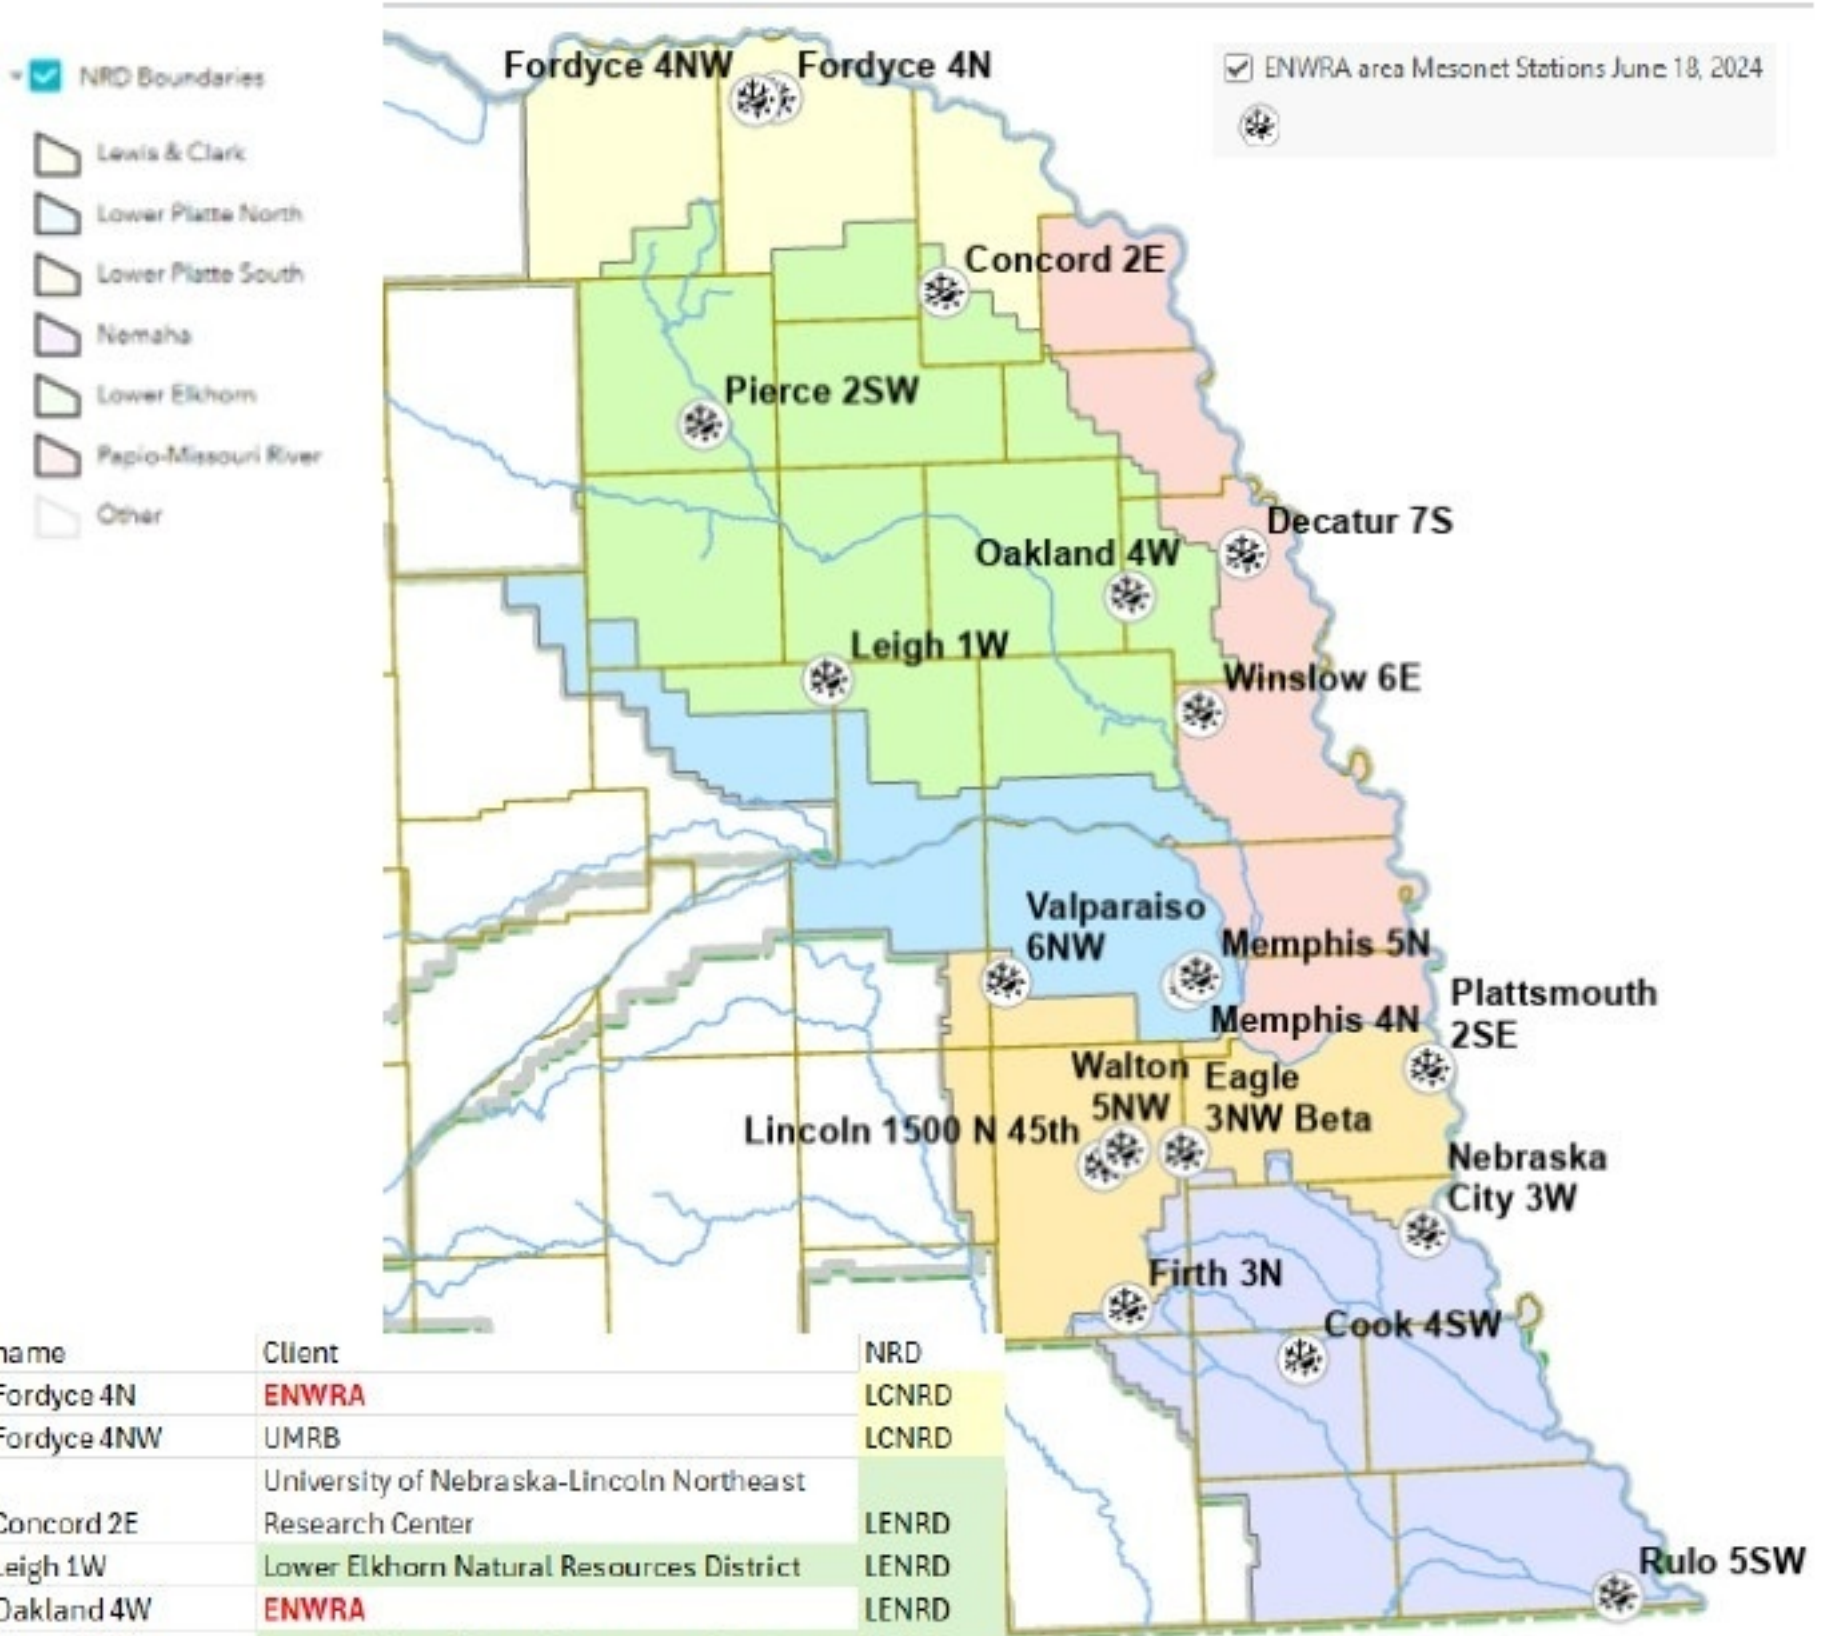 NRD Boundaries
Lewis & Clark
Lower Platte North
Lower Platte South
Nemaha
Lower Elkhorn
Papio-Missouri River
Other
ENWRA area Mesonet Stations June 18, 2024
Fordyce 4NW
Fordyce 4N
Concord 2E
Pierce 2SW
Decatur 7S
Oakland 4W
Leigh 1W
Winslow 6E
Valparaiso
6NW
Memphis 5N
Memphis 4N
Plattsmouth
2SE
Walton
5NW
Eagle
3NW Beta
Lincoln 1500 N 45th
Nebraska
City 3W
Firth 3N
Cook 4SW
Rulo 5SW
name Client NRD
Fordyce 4N ENWRA LCNRD
Fordyce 4NW UMRB LCNRD
University of Nebraska-Lincoln Northeast
Concord 2E Research Center LENRD
Leigh 1W Lower Elkhorn Natural Resources District LENRD
Oakland 4W ENWRA LENRD